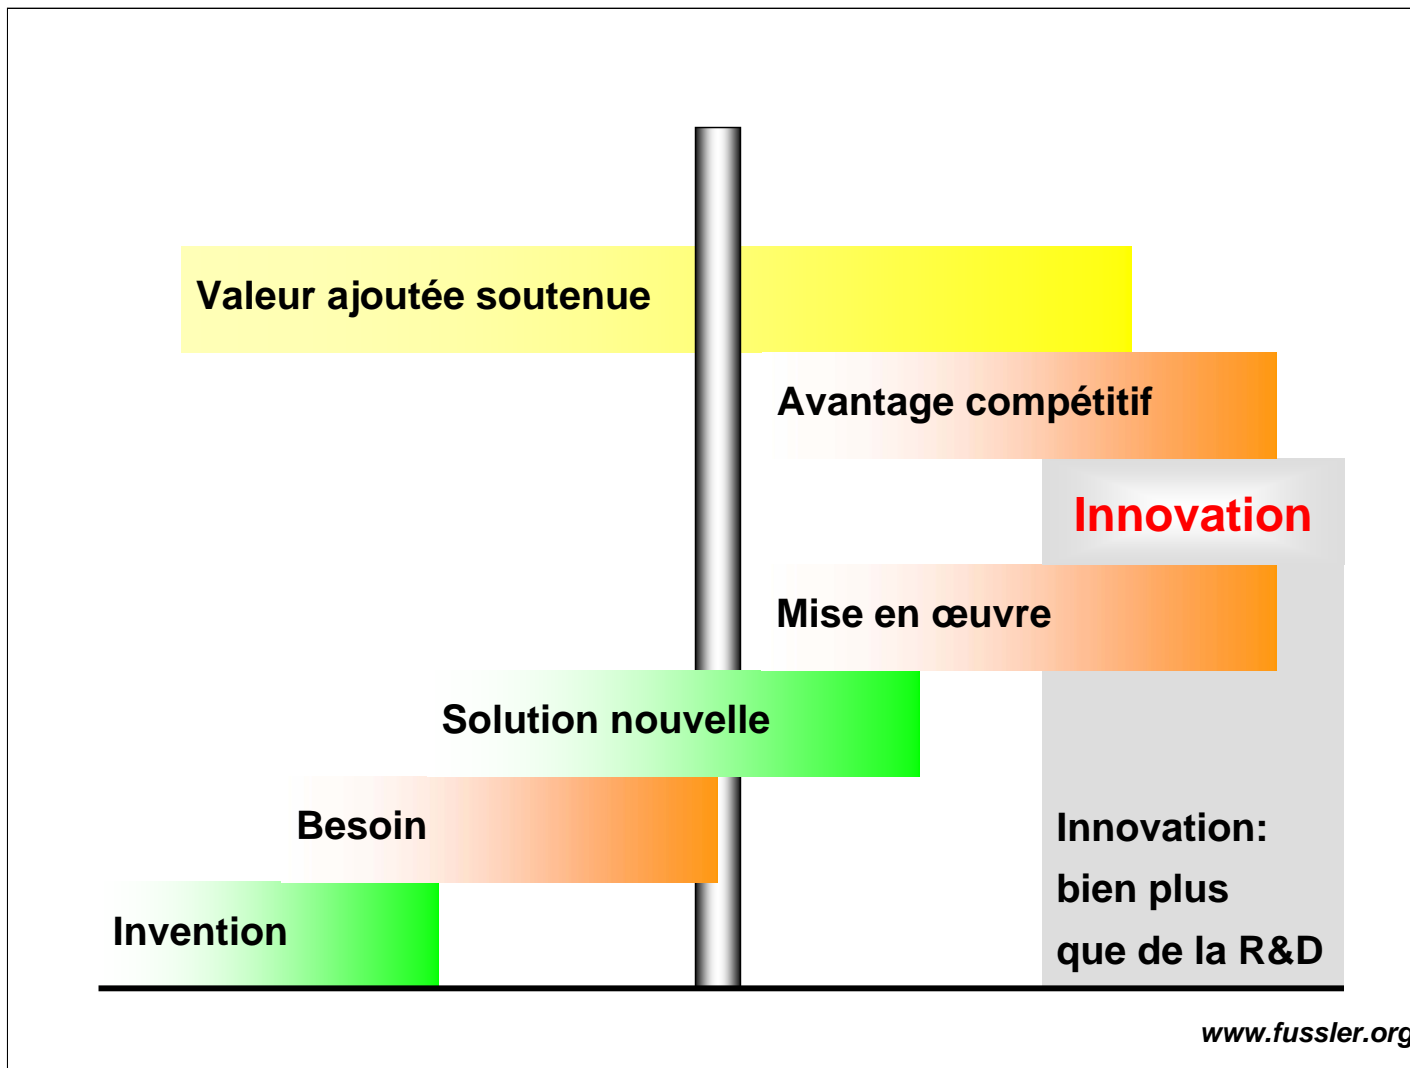 Valeur ajoutée soutenue
Avantage compétitif
Innovation
Mise en œuvre
Solution nouvelle
Besoin
Invention
Innovation:
bien plus
que de la R&D
www.fussler.org